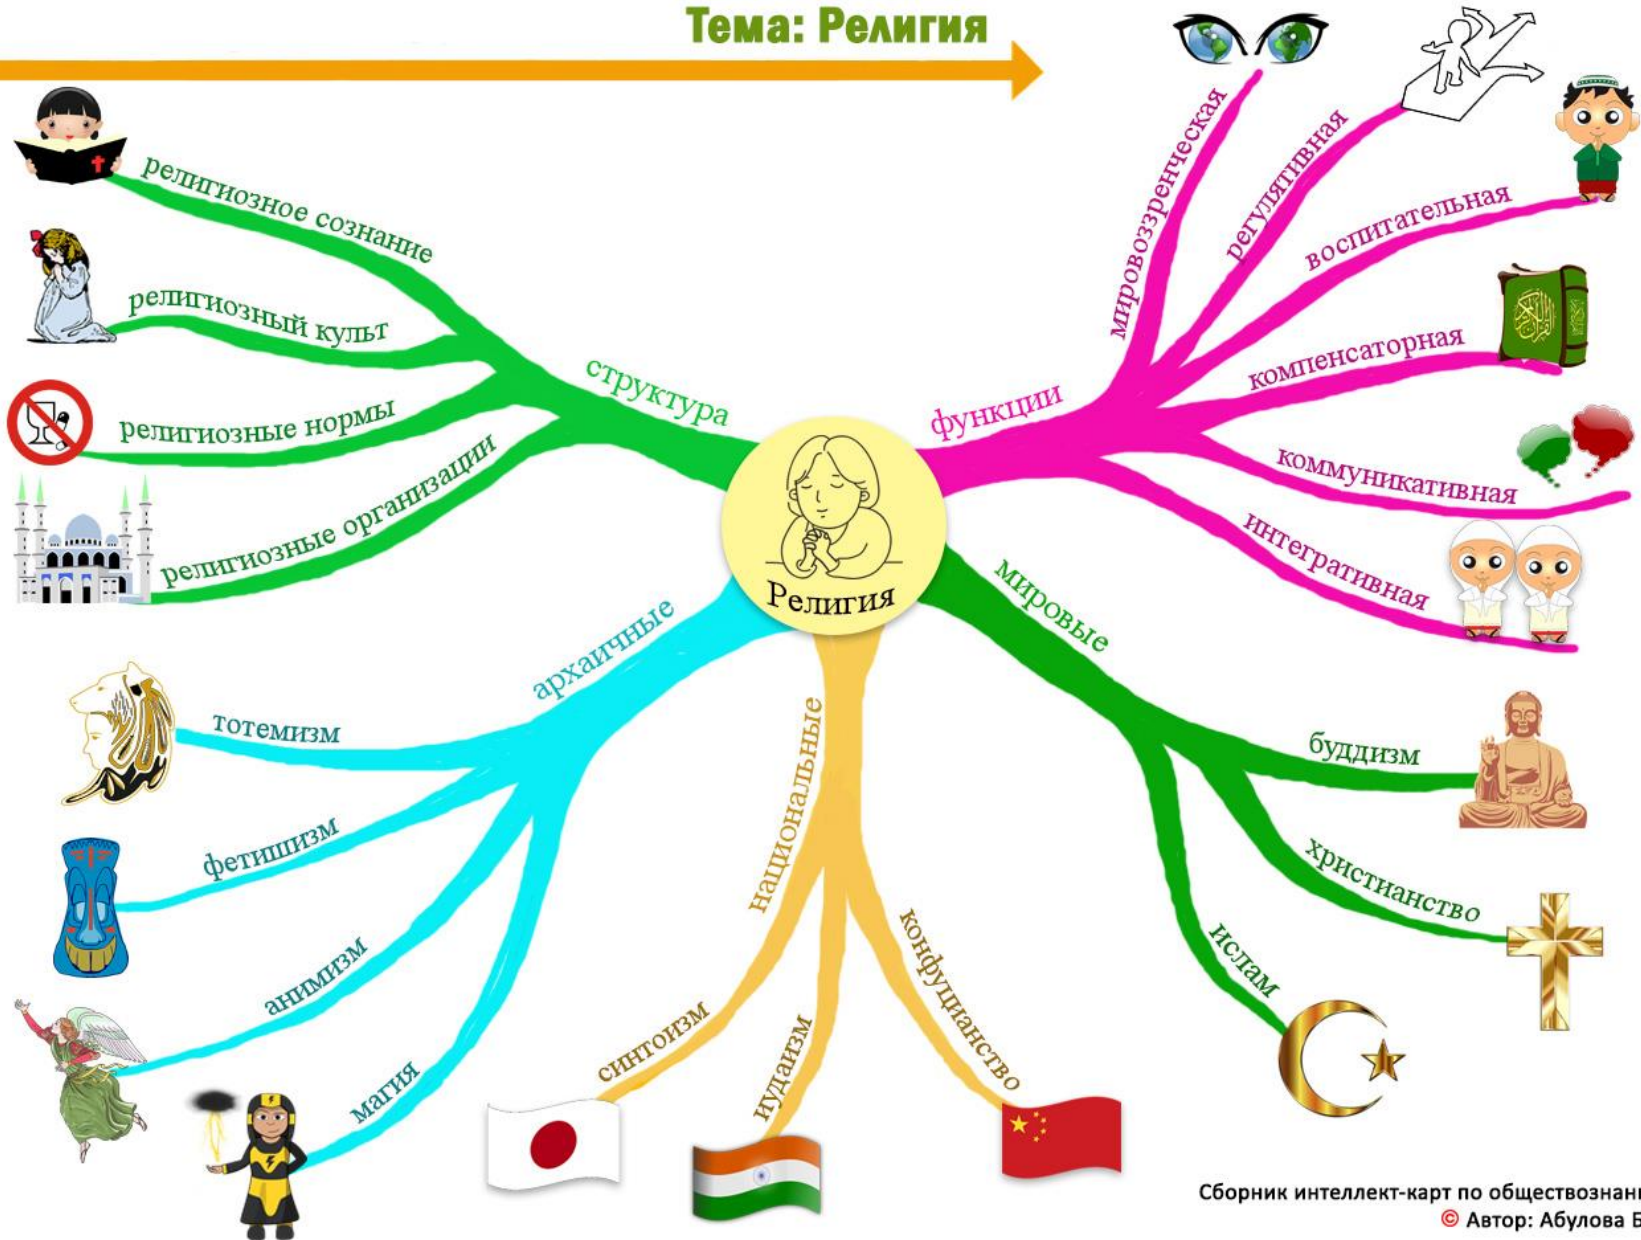 Тема: Религия
религиозное сознание
религиозный культ
религиозные нормы
религиозные организации
структура
функции
мировоззренческая
регулятивная
воспитательная
компенсаторная
коммуникативная
интегративная
Религия
архаичные
тотемизм
фетишизм
анимизм
магия
национальные
синтоизм
иудаизм
конфуцианство
мировые
буддизм
христианство
ислам
Сборник интеллект-карт по обществознани
© Автор: Абулова Б